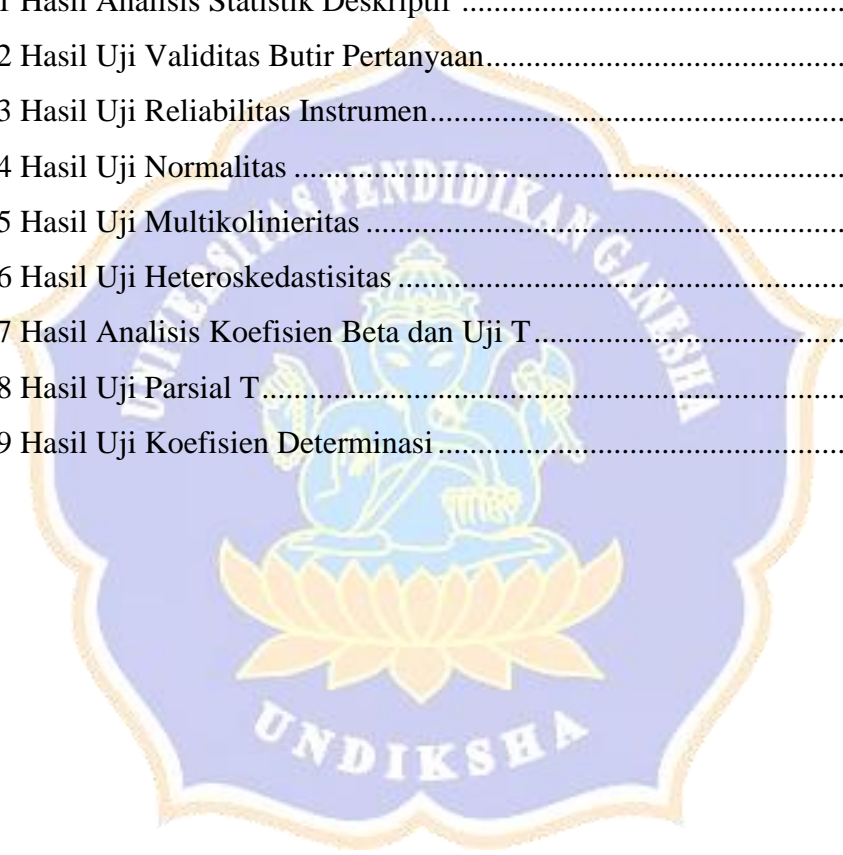 1 Hasil Analisis Statistik Deskriptif ....................................................
2 Hasil Uji Validitas Butir Pertanyaan................................................
3 Hasil Uji Reliabilitas Instrumen........................................................
4 Hasil Uji Normalitas ..........................................................................
5 Hasil Uji Multikolinieritas ................................................................
6 Hasil Uji Heteroskedastisitas ...........................................................
7 Hasil Analisis Koefisien Beta dan Uji T..........................................
8 Hasil Uji Parsial T..............................................................................
9 Hasil Uji Koefisien Determinasi.......................................................
UNIVERSITAS PENDIDIKAN GANESHA
UNDIKSHA